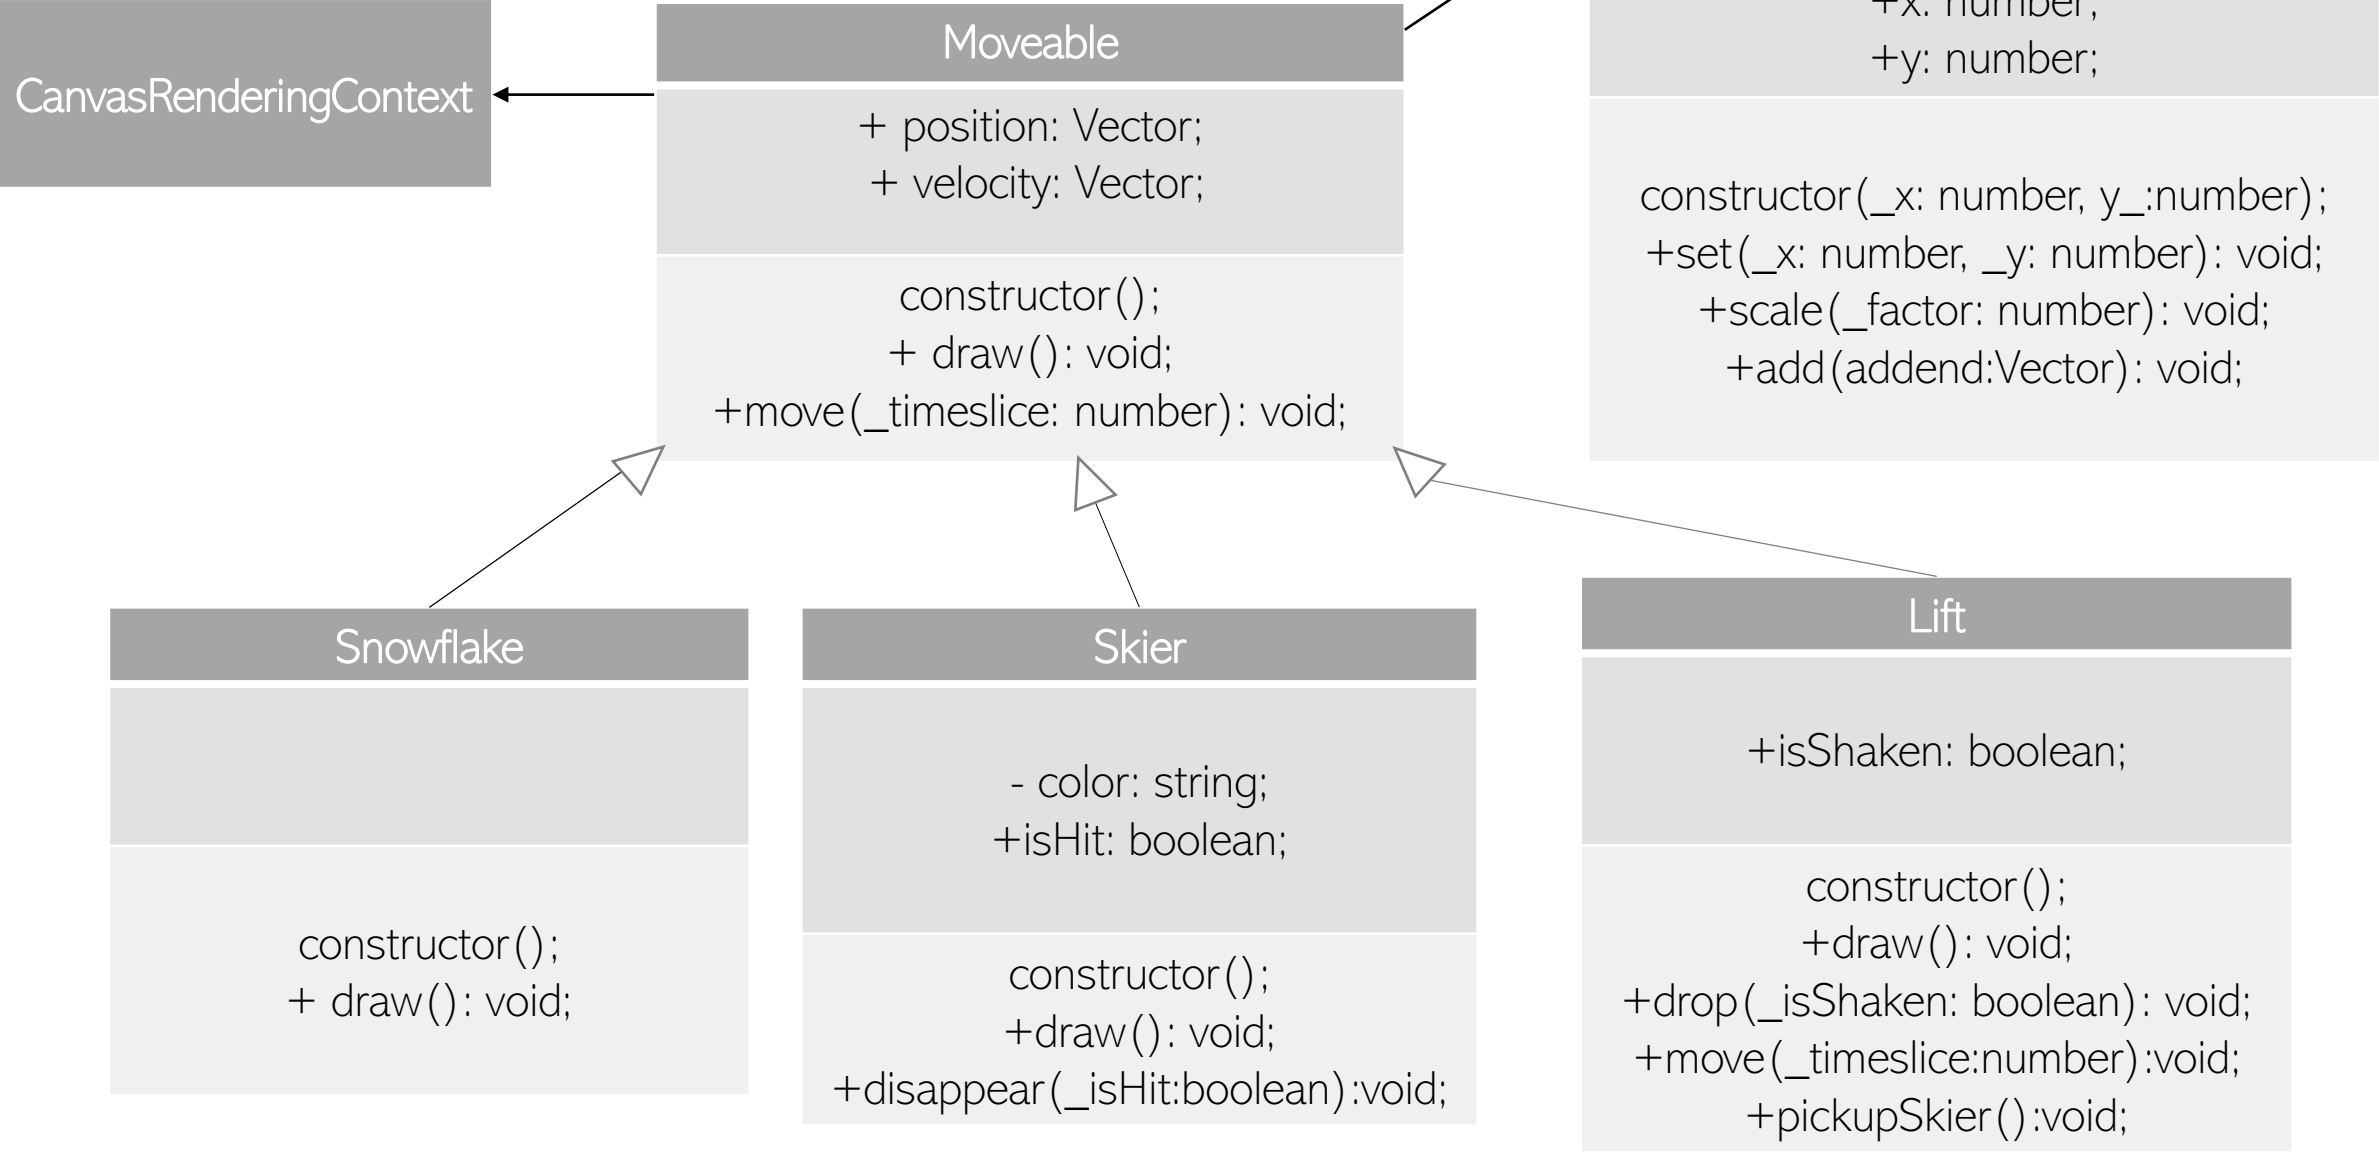 CanvasRenderingContext
Moveable
+ position: Vector;
+ velocity: Vector;
constructor();
+ draw(): void;
+move(_timeslice: number): void;
+x: number;
+y: number;
constructor(_x: number, y_:number);
+set(_x: number, _y: number): void;
+scale(_factor: number): void;
+add(addend:Vector): void;
Snowflake
constructor();
+ draw(): void;
Skier
- color: string;
+isHit: boolean;
constructor();
+draw(): void;
+disappear(_isHit:boolean):void;
Lift
+isShaken: boolean;
constructor();
+draw(): void;
+drop(_isShaken: boolean): void;
+move(_timeslice:number):void;
+pickupSkier():void;